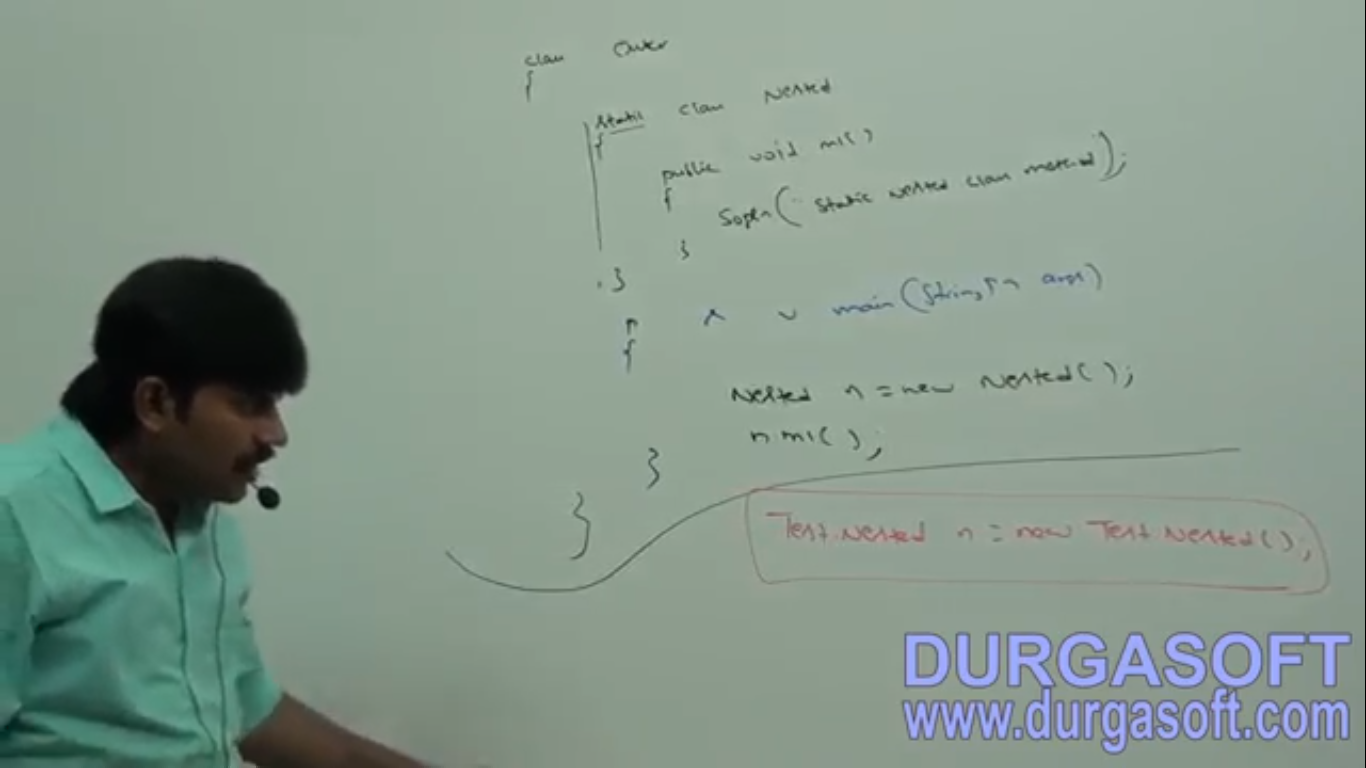 class Outer
{
static class Nested
{
public void m1()
{
Sopln("static nested class method);
}
}
main(String[] args)
{
Nested n = new Nested();
n.m1();
}
}
Test.Nested n = new Test.Nested();
DURGASOFT
www.durgasoft.com